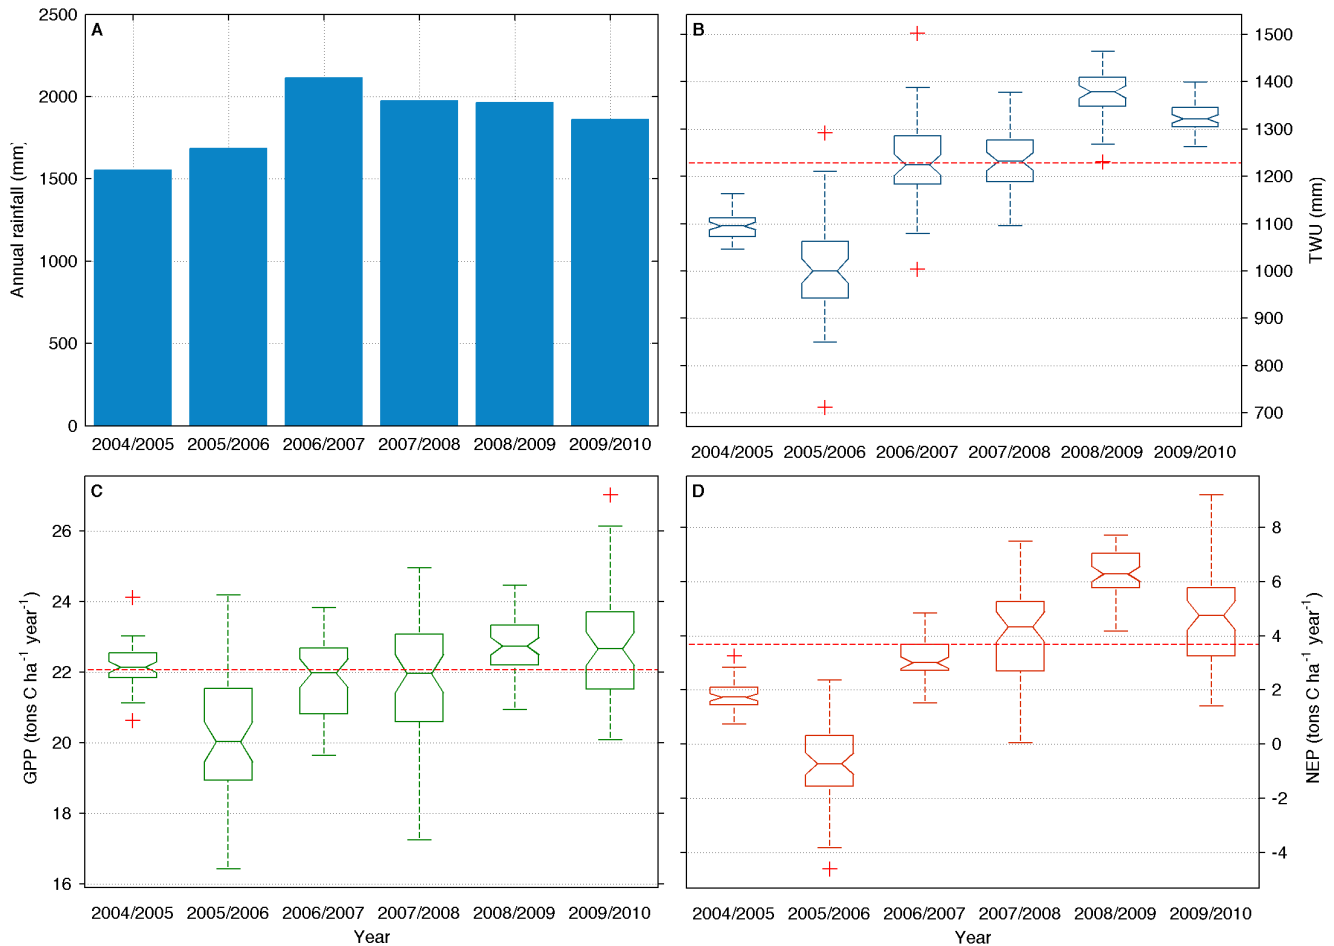 A
Annual rainfall (mm)
2500
2000
1500
1000
500
0
2004/2005 2005/2006 2006/2007 2007/2008 2008/2009 2009/2010
B
TWU (mm)
1500
1400
1300
1200
1100
1000
900
800
700
2004/2005 2005/2006 2006/2007 2007/2008 2008/2009 2009/2010
C
GPP (tons C ha⁻¹ year⁻¹)
26
24
22
20
18
16
2004/2005 2005/2006 2006/2007 2007/2008 2008/2009 2009/2010
Year
D
NEP (tons C ha⁻¹ year⁻¹)
8
6
4
2
0
-2
-4
2004/2005 2005/2006 2006/2007 2007/2008 2008/2009 2009/2010
Year